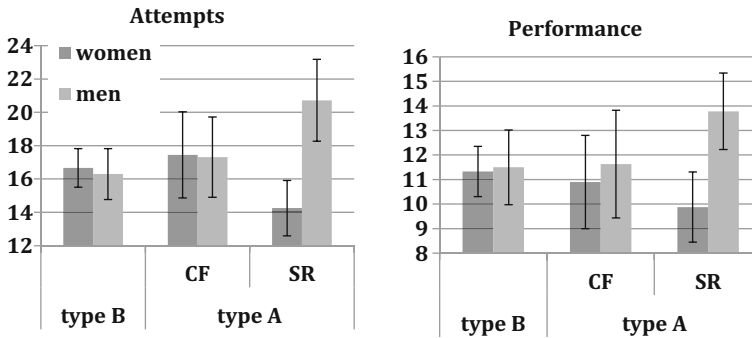 Attempts
24
22
20
18
16
14
12
women
men
CF
SR
type B
type A
Performance
16
15
14
13
12
11
10
9
8
CF
SR
type B
type A